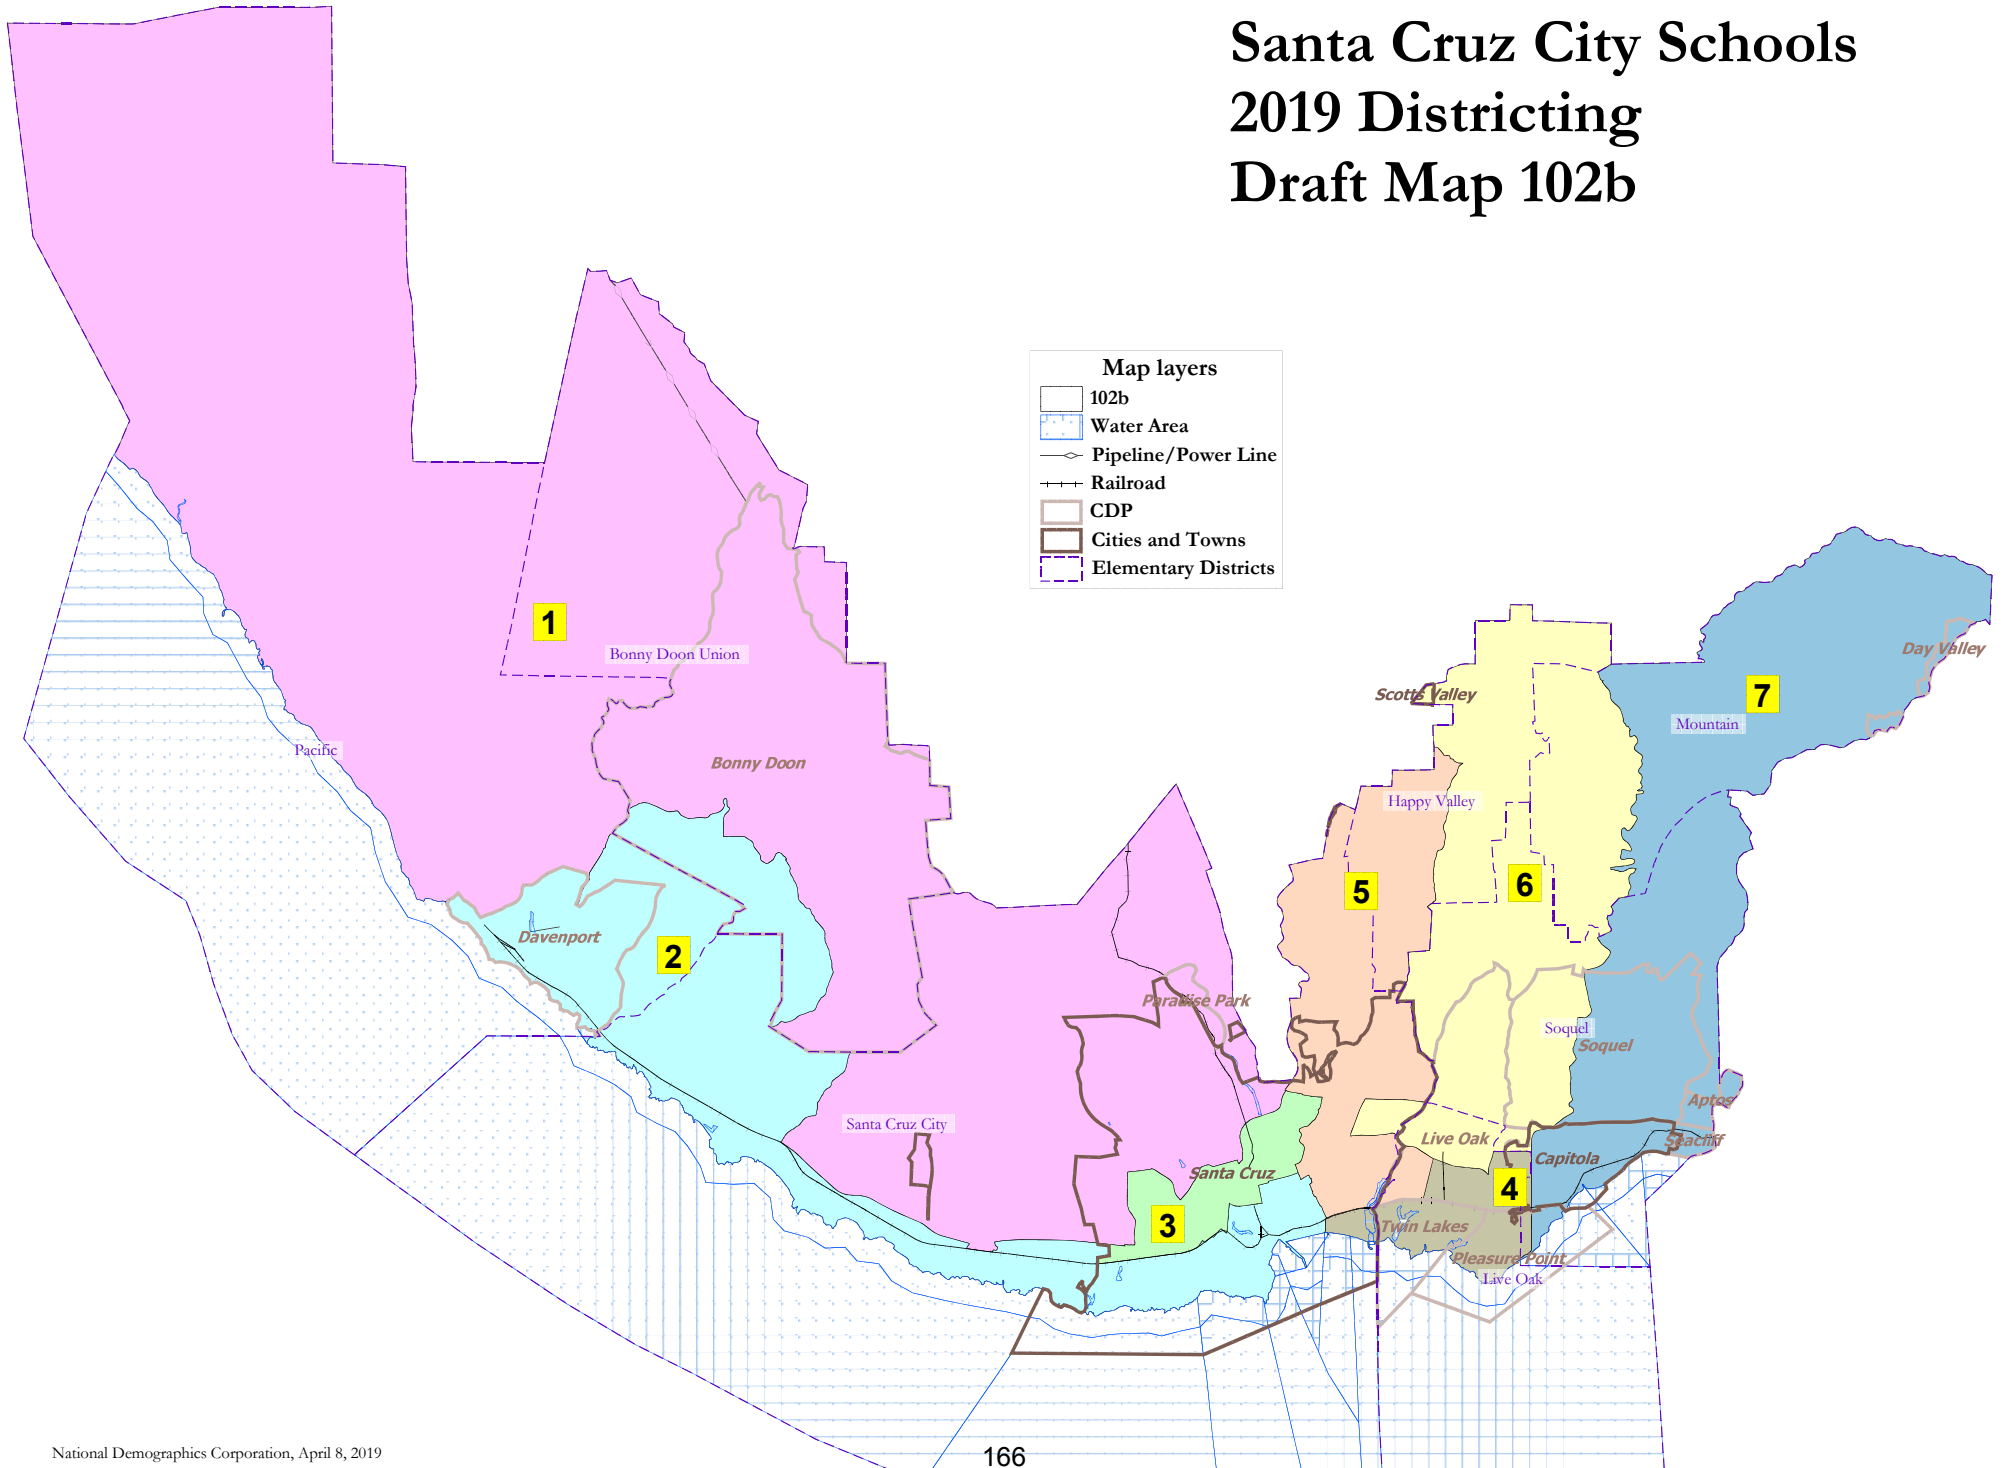 Santa Cruz City Schools
2019 Districting
Draft Map 102b
Map layers
102b
Water Area
Pipeline/Power Line
Railroad
CDP
Cities and Towns
Elementary Districts
1
Bonny Doon Union
Day Valley
Scotts Valley
7
Mountain
Pacific
Bonny Doon
Happy Valley
5
6
Davenport
2
Paradise Park
Soquel
Soquel
Aptos
Santa Cruz City
Live Oak
Seacliff
Capitola
Santa Cruz
4
3
Twin Lakes
Pleasure Point
Live Oak
National Demographics Corporation, April 8, 2019
166